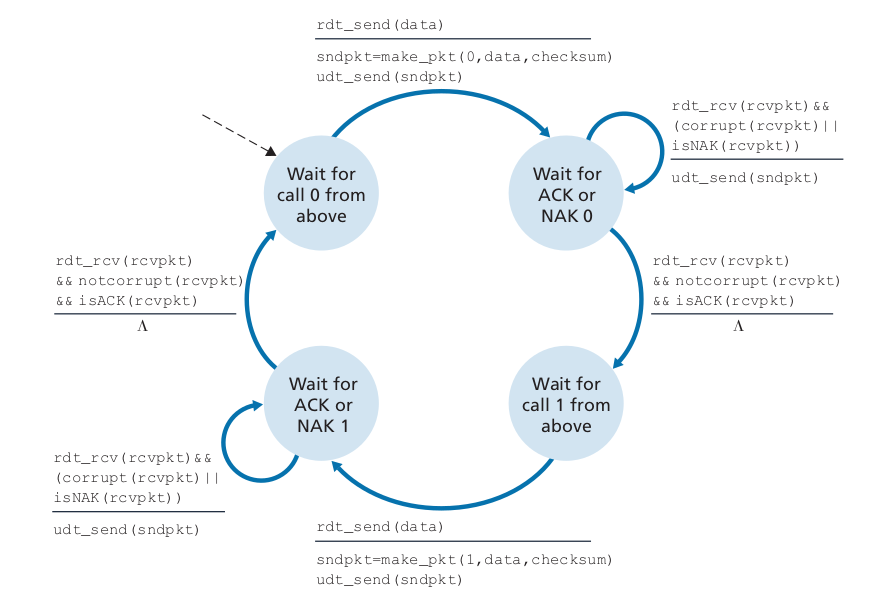 rdt_send(data)
sndpkt=make_pkt(0,data,checksum)
udt_send(sndpkt)
rdt_rcv(rcvpkt)&&
(corrupt(rcvpkt)||
isNAK(rcvpkt))
udt_send(sndpkt)
Wait for
call 0 from
above
Wait for
ACK or
NAK 0
rdt_rcv(rcvpkt)
&& notcorrupt(rcvpkt)
&& isACK(rcvpkt)
Λ
rdt_rcv(rcvpkt)
&& notcorrupt(rcvpkt)
&& isACK(rcvpkt)
Λ
Wait for
ACK or
NAK 1
Wait for
call 1 from
above
rdt_rcv(rcvpkt)&&
(corrupt(rcvpkt)||
isNAK(rcvpkt))
udt_send(sndpkt)
rdt_send(data)
sndpkt=make_pkt(1,data,checksum)
udt_send(sndpkt)